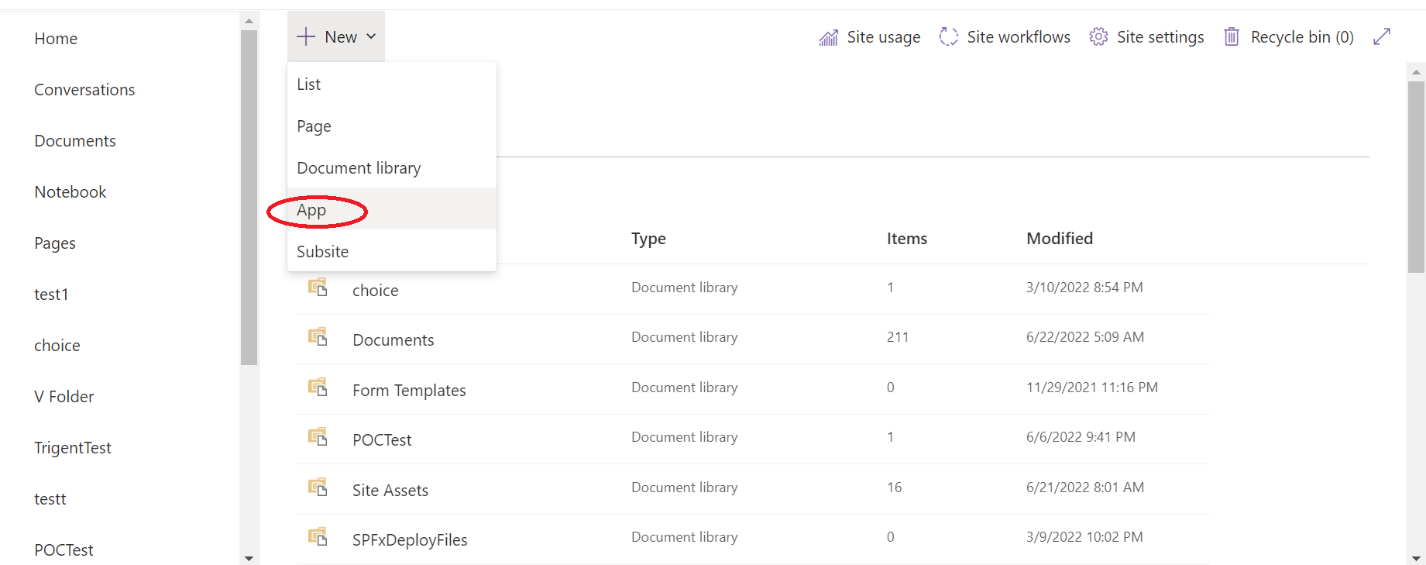 Home
Conversations
Documents
Notebook
Pages
test1
choice
V Folder
TrigentTest
testt
POCTest
New
Site usage Site workflows Site settings Recycle bin (0)
List
Page
Document library
App
Subsite
Type Items Modified
choice Document library 1 3/10/2022 8:54 PM
Documents Document library 211 6/22/2022 5:09 AM
Form Templates Document library 0 11/29/2021 11:16 PM
POCTest Document library 1 6/6/2022 9:41 PM
Site Assets Document library 16 6/21/2022 8:01 AM
SPFxDeployFiles Document library 0 3/9/2022 10:02 PM